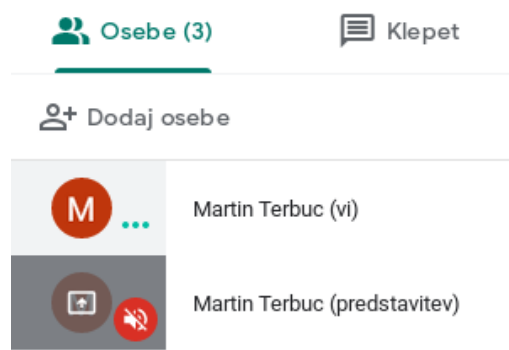 Osebe (3)
Klepet
Dodaj osebe
M
Martin Terbuc (vi)
Martin Terbuc (predstavitev)